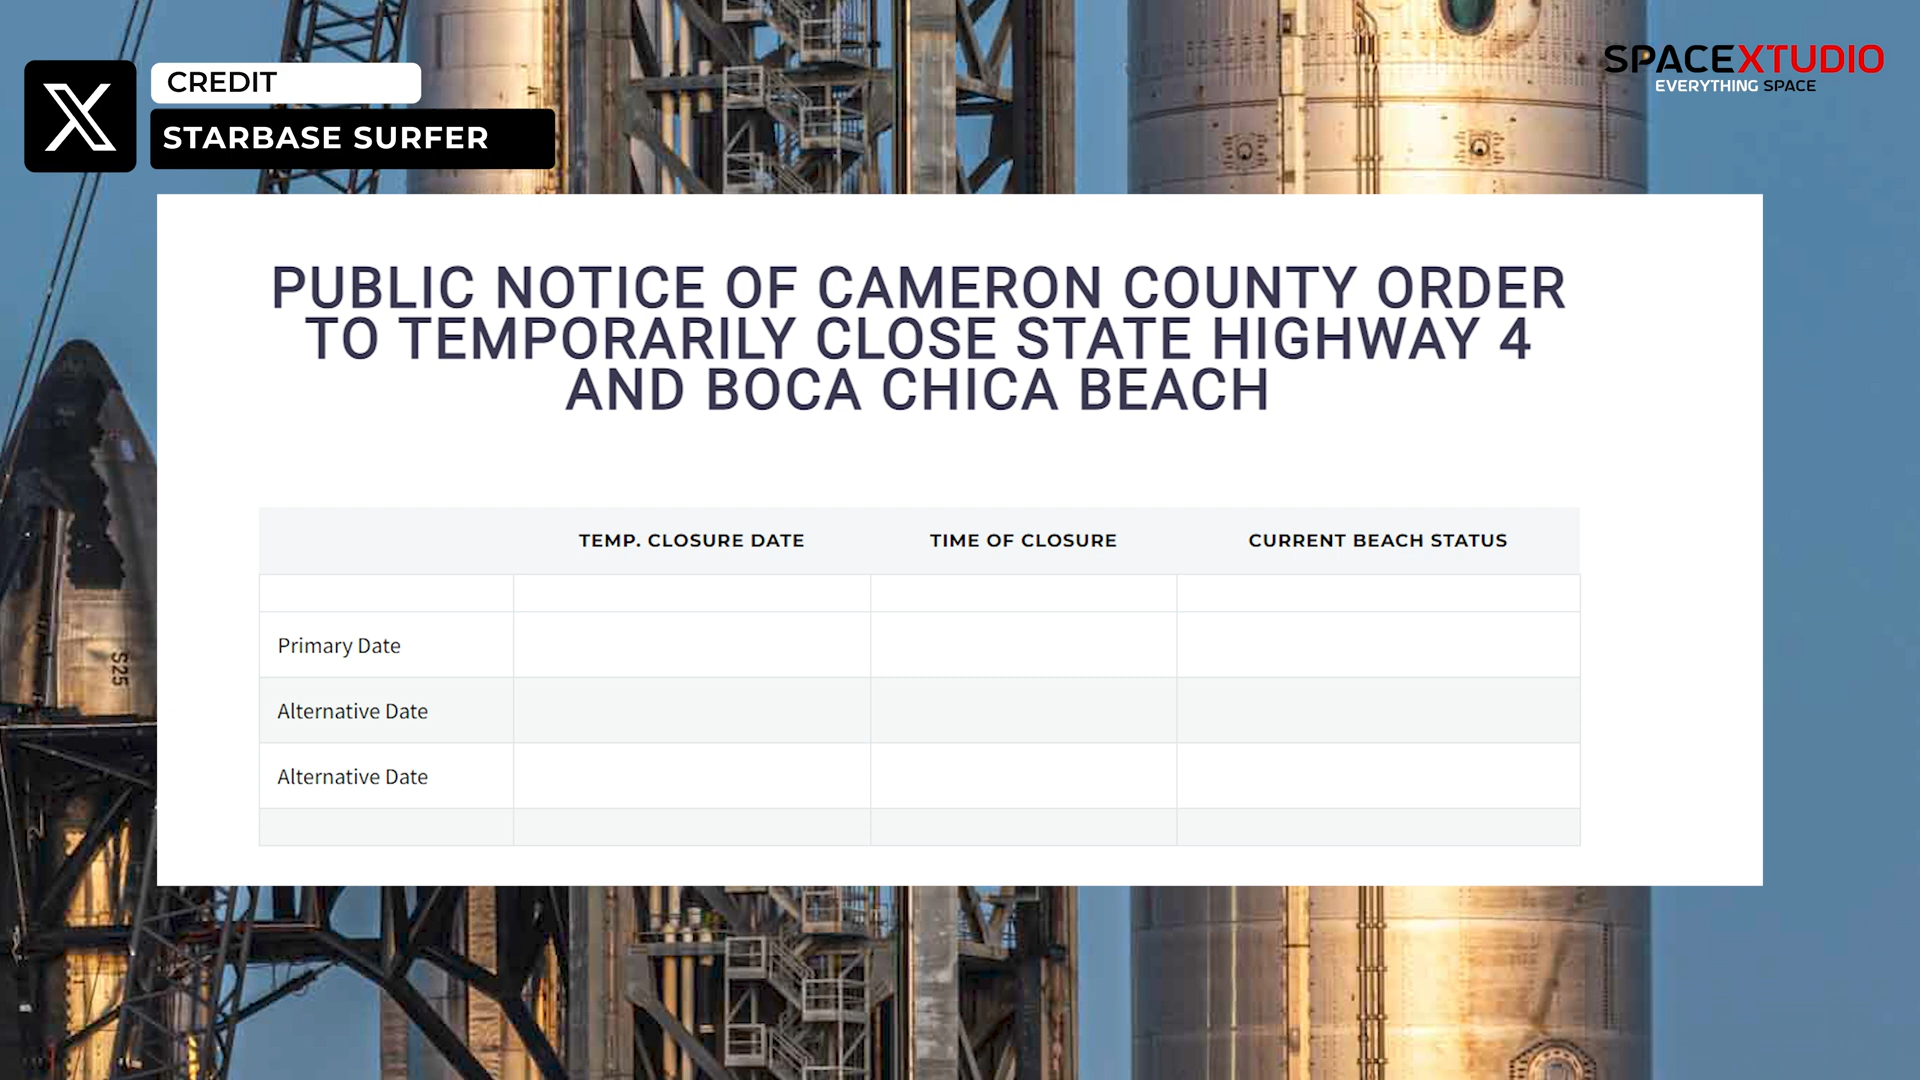 CREDIT
STARBASE SURFER
SPACEXTUDIO
EVERYTHING SPACE
PUBLIC NOTICE OF CAMERON COUNTY ORDER
TO TEMPORARILY CLOSE STATE HIGHWAY 4
AND BOCA CHICA BEACH
TEMP. CLOSURE DATE TIME OF CLOSURE CURRENT BEACH STATUS
Primary Date
Alternative Date
Alternative Date
S25